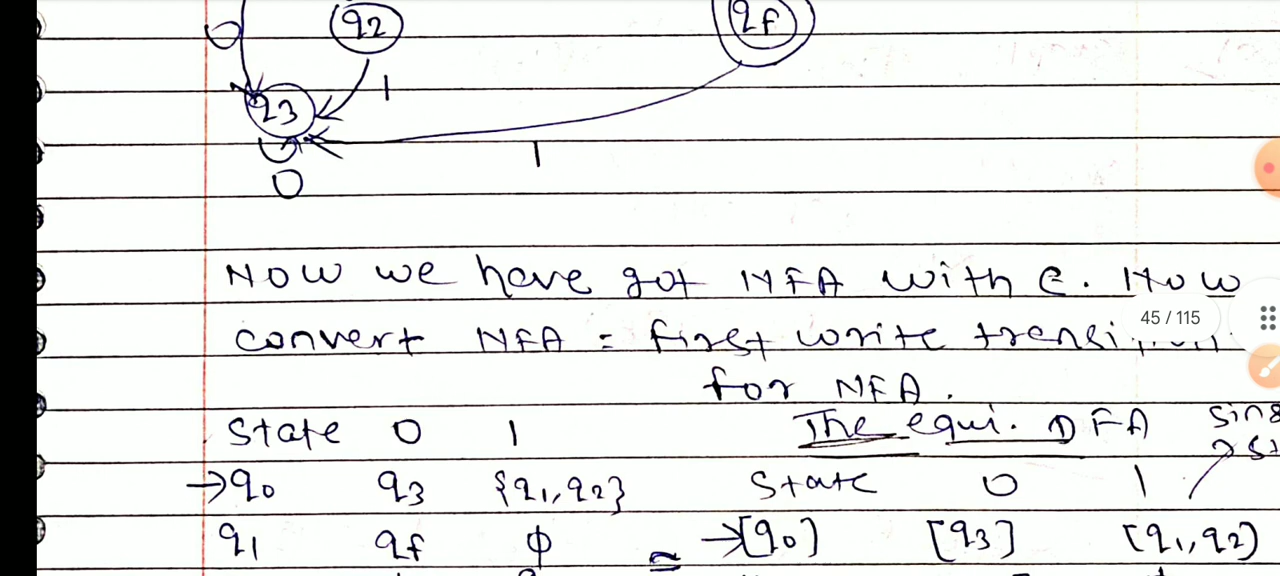 q2
qf
q3
1
1
0
Now we have got NFA with ϵ. Now
45 / 115
convert NFA = first write
for NFA.
State 0 1
→q0 q3 {q1, q2}
q1 qf ϕ
The equi. DFA
State 0 1
≃ →[q0] [q3] [q1, q2]